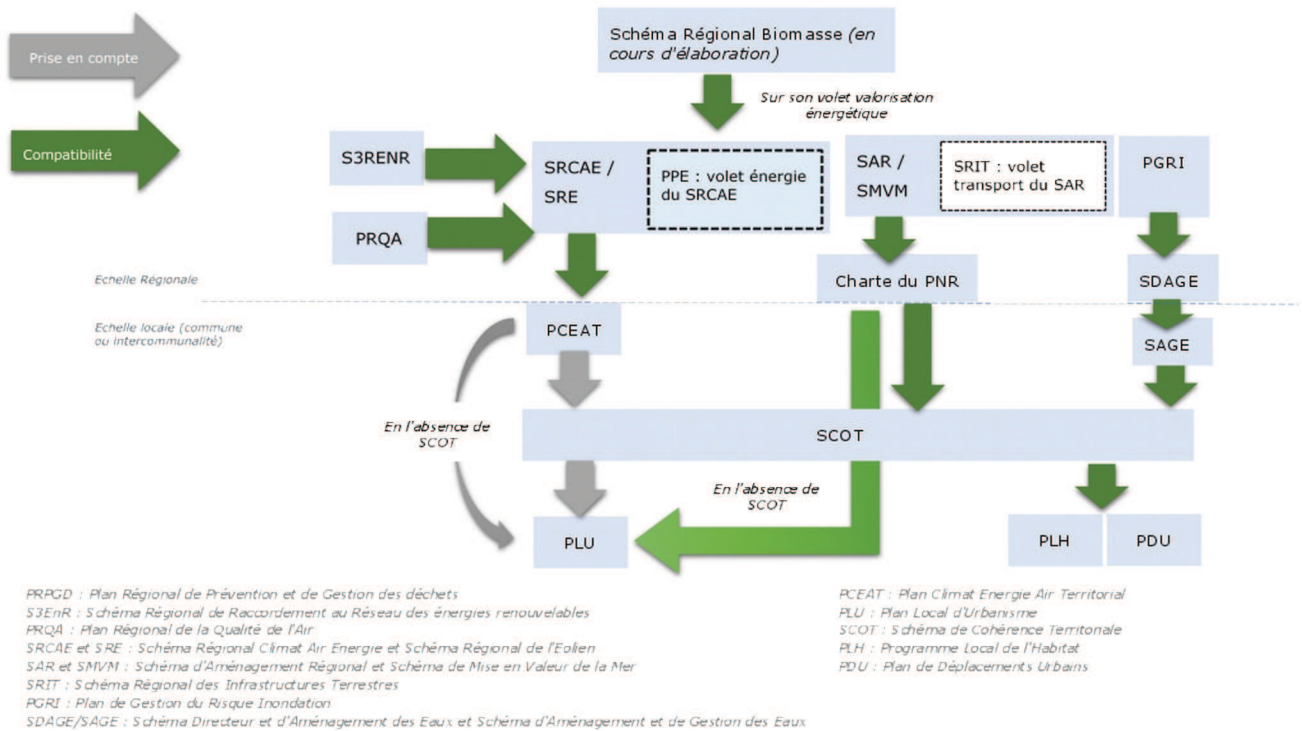 Prise en compte
Compatibilité
Schéma Régional Biomasse (en
cours d'élaboration)
Sur son volet valorisation
énergétique
S3RENR
PRQA
SRCAE /
SRE
PPE : volet énergie
du SRCAE
SAR /
SMVM
SRIT : volet
transport du SAR
PGRI
Echelle Régionale
Charte du PNR
SDAGE
Echelle locale (commune
ou intercommunalité)
PCEAT
SAGE
En l'absence de
SCOT
SCOT
En l'absence de
SCOT
PLU
PLH
PDU
PRPGD : Plan Régional de Prévention et de Gestion des déchets
S3EnR : Schéma Régional de Raccordement au Réseau des énergies renouvelables
PRQA : Plan Régional de la Qualité de l'Air
SRCAE et SRE : Schéma Régional Climat Air Energie et Schéma Régional de l'Eolien
SAR et SMVM : Schéma d'Aménagement Régional et Schéma de Mise en Valeur de la Mer
SRIT : Schéma Régional des Infrastructures Terrestres
PGRI : Plan de Gestion du Risque Inondation
SDAGE/SAGE : Schéma Directeur et d'Aménagement des Eaux et Schéma d'Aménagement et de Gestion des Eaux
PCEAT : Plan Climat Energie Air Territorial
PLU : Plan Local d'Urbanisme
SCOT : Schéma de Cohérence Territoriale
PLH : Programme Local de l'Habitat
PDU : Plan de Déplacements Urbains